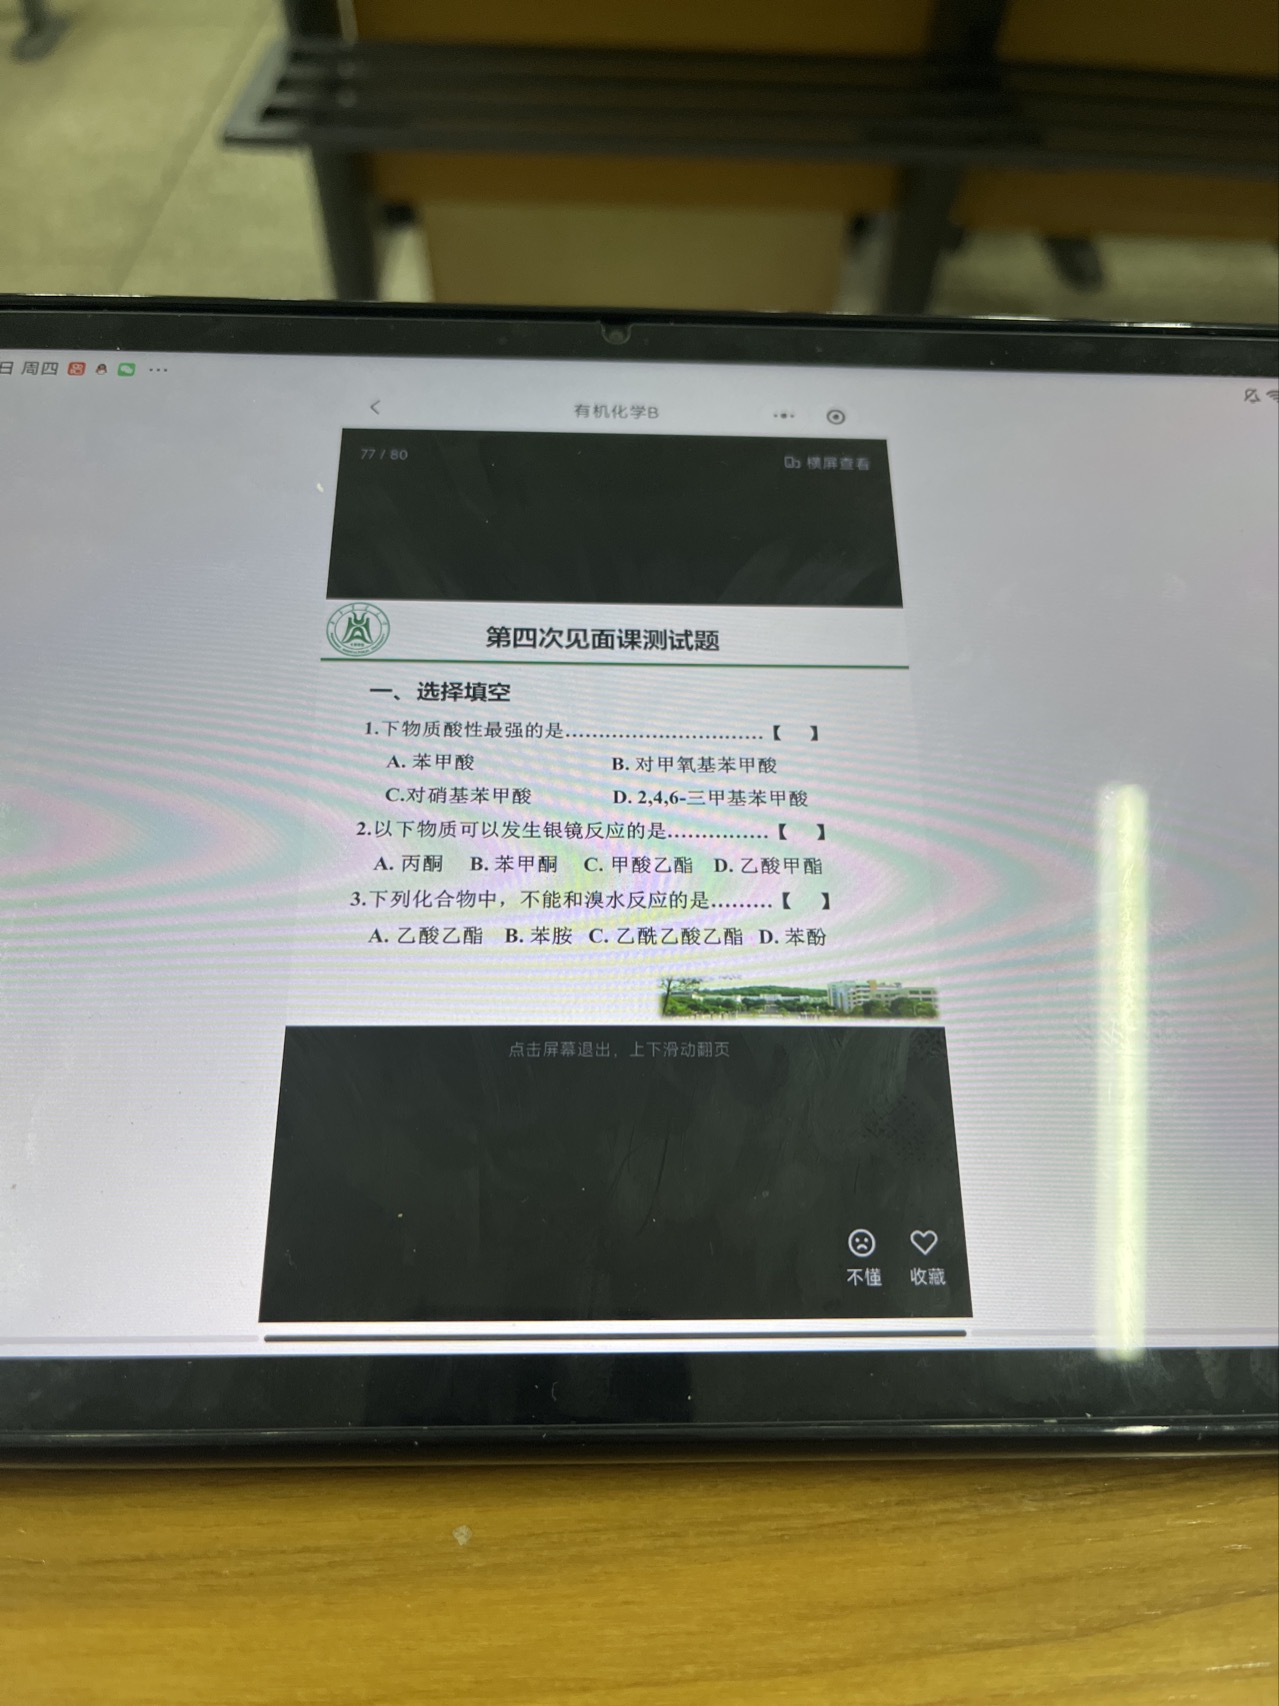 日 周四 ···
有机化学B
77 / 80
横屏查看
第四次见面课测试题
一、选择填空
1.下物质酸性最强的是..............................【 】
A. 苯甲酸 B. 对甲氧基苯甲酸
C.对硝基苯甲酸 D. 2,4,6-三甲基苯甲酸
2.以下物质可以发生银镜反应的是...............【 】
A. 丙酮 B. 苯甲酮 C. 甲酸乙酯 D. 乙酸甲酯
3.下列化合物中，不能和溴水反应的是.........【 】
A. 乙酸乙酯 B. 苯胺 C. 乙酰乙酸乙酯 D. 苯酚
点击屏幕退出，上下滑动翻页
不懂 收藏